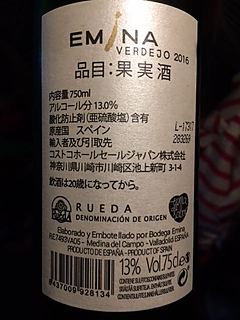 EMINA
VERDEJO 2016
品目:果実酒
内容量750ml
アルコール分 13.0%
酸化防止剤(亜硫酸塩)含有
原産国 スペイン
輸入者及び引取先
コストコホールセールジャパン株式会社
神奈川県川崎市川崎区池上新町3-1-4
飲酒は20歳になってから。
RUEDA
DENOMINACIÓN DE ORIGEN
Elaborado y Embotellado por Bodega Emina
Medina del Campo - Valladolid ESPAÑA
PRODUCTO DE ESPAÑA - PRODUCT OF SPAIN
13% Vol. 75cl e
8437009928134